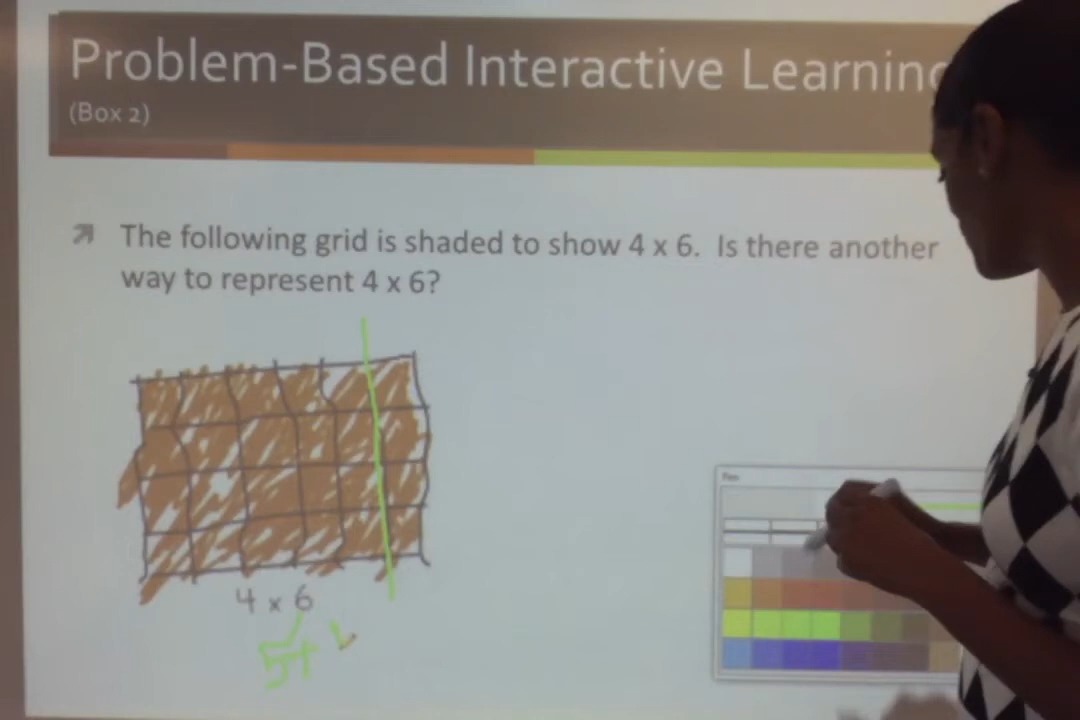 Problem-Based Interactive Learning
(Box 2)
The following grid is shaded to show 4 x 6. Is there another
way to represent 4 x 6?
4 x 6
5+